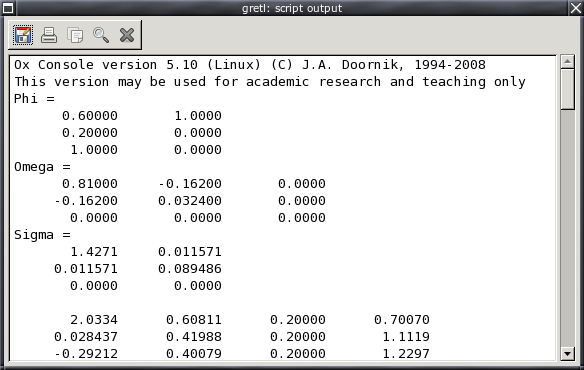 gretl: script output
Ox Console version 5.10 (Linux) (C) J.A. Doornik, 1994-2008
This version may be used for academic research and teaching only
Phi =
0.60000 1.0000
0.20000 0.0000
1.0000 0.0000
Omega =
0.81000 -0.16200 0.0000
-0.16200 0.032400 0.0000
0.0000 0.0000 0.0000
Sigma =
1.4271 0.011571
0.011571 0.089486
0.0000 0.0000
2.0334 0.60811 0.20000 0.70070
0.028437 0.41988 0.20000 1.1119
-0.29212 0.40079 0.20000 1.2297